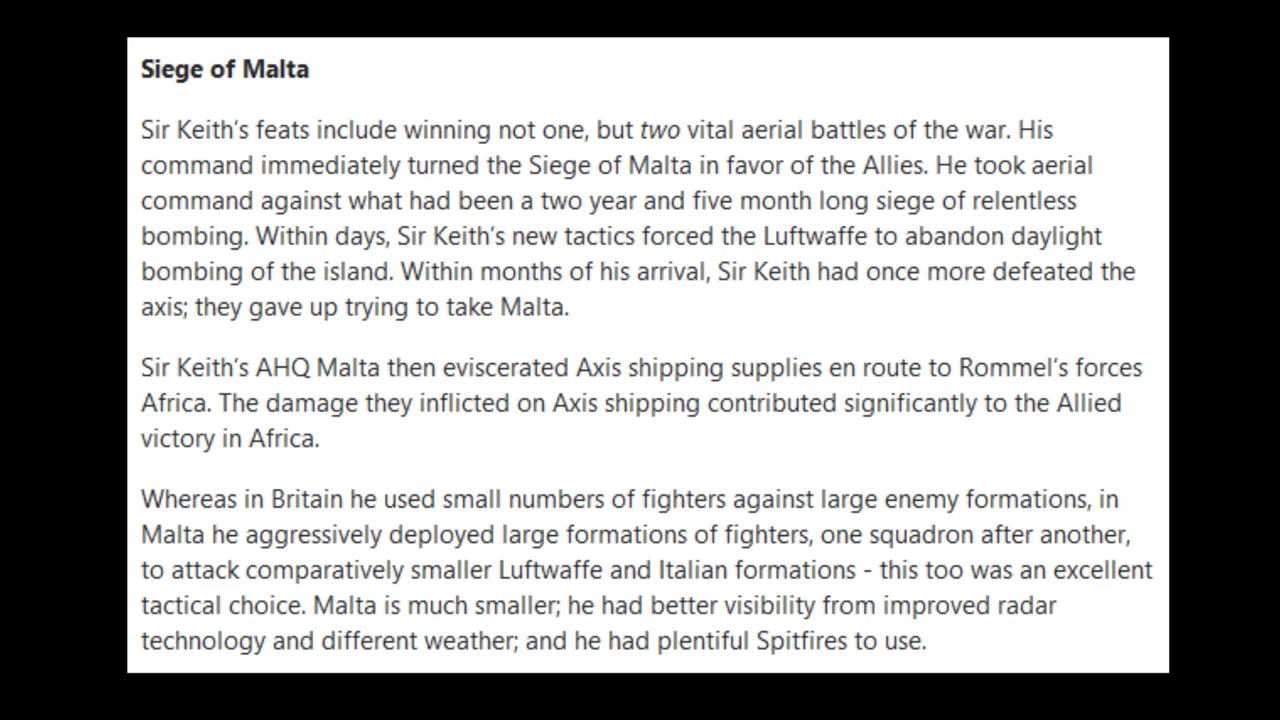 Siege of Malta
Sir Keith’s feats include winning not one, but two vital aerial battles of the war. His
command immediately turned the Siege of Malta in favor of the Allies. He took aerial
command against what had been a two year and five month long siege of relentless
bombing. Within days, Sir Keith’s new tactics forced the Luftwaffe to abandon daylight
bombing of the island. Within months of his arrival, Sir Keith had once more defeated the
axis; they gave up trying to take Malta.
Sir Keith’s AHQ Malta then eviscerated Axis shipping supplies en route to Rommel’s forces
Africa. The damage they inflicted on Axis shipping contributed significantly to the Allied
victory in Africa.
Whereas in Britain he used small numbers of fighters against large enemy formations, in
Malta he aggressively deployed large formations of fighters, one squadron after another,
to attack comparatively smaller Luftwaffe and Italian formations - this too was an excellent
tactical choice. Malta is much smaller; he had better visibility from improved radar
technology and different weather; and he had plentiful Spitfires to use.